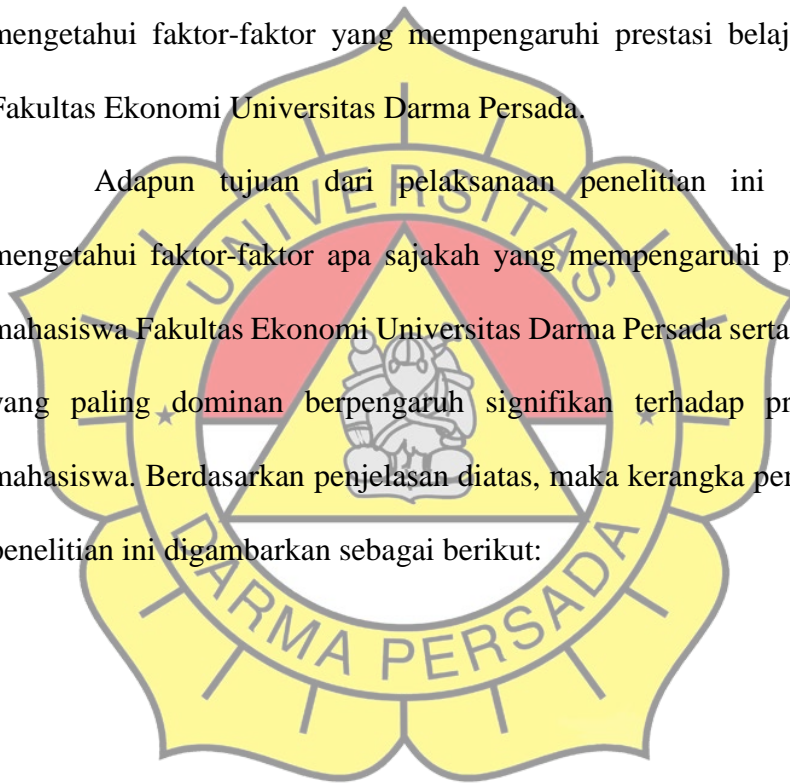 mengetahui faktor-faktor yang mempengaruhi prestasi belaj
Fakultas Ekonomi Universitas Darma Persada.
Adapun tujuan dari pelaksanaan penelitian ini
mengetahui faktor-faktor apa sajakah yang mempengaruhi p
mahasiswa Fakultas Ekonomi Universitas Darma Persada serta
yang paling dominan berpengaruh signifikan terhadap pr
mahasiswa. Berdasarkan penjelasan diatas, maka kerangka pe
penelitian ini digambarkan sebagai berikut:
UNIVERSITAS
DARMA PERSADA